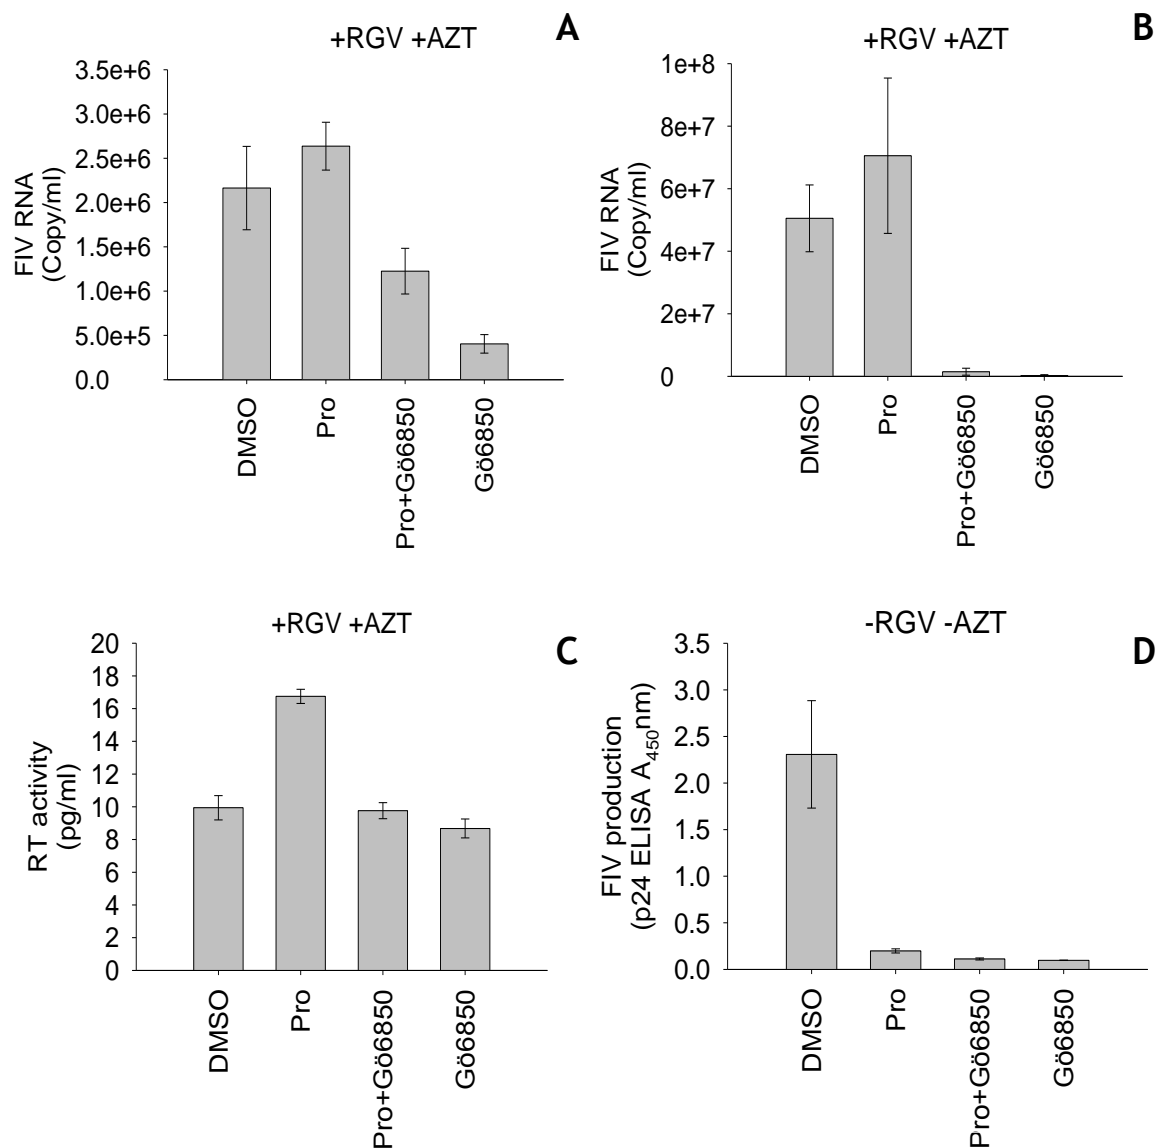 +RGV +AZT
A
FIV RNA
(Copy/ml)
3.5e+6
3.0e+6
2.5e+6
2.0e+6
1.5e+6
1.0e+6
5.0e+5
0.0
DMSO
Pro
Pro+Gö6850
Gö6850
+RGV +AZT
B
FIV RNA
(Copy/ml)
1e+8
8e+7
6e+7
4e+7
2e+7
0
DMSO
Pro
Pro+Gö6850
Gö6850
+RGV +AZT
C
RT activity
(pg/ml)
20
18
16
14
12
10
8
6
4
2
0
DMSO
Pro
Pro+Gö6850
Gö6850
-RGV -AZT
D
FIV production
(p24 ELISA A450nm)
3.5
3.0
2.5
2.0
1.5
1.0
0.5
0.0
DMSO
Pro
Pro+Gö6850
Gö6850